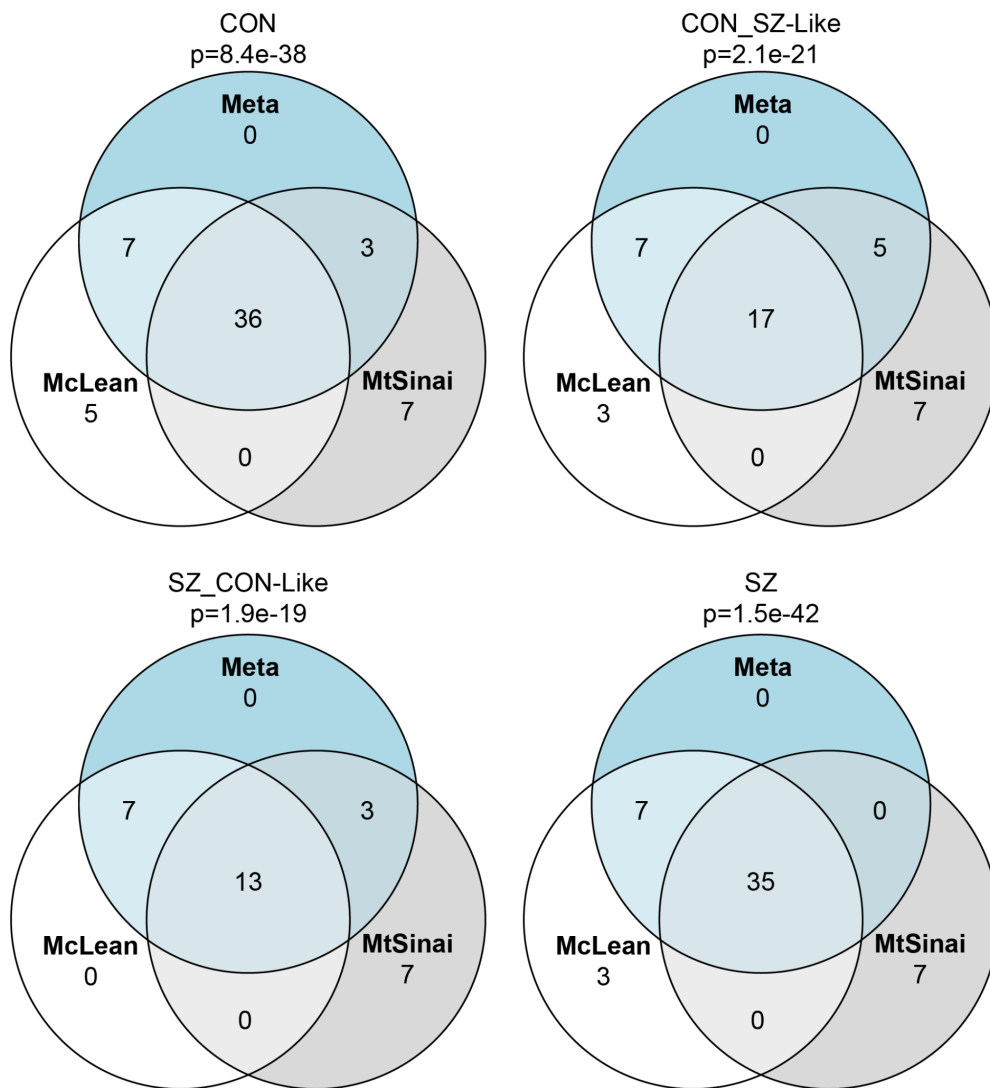 CON
p=8.4e-38
Meta
0
7
3
36
McLean
5
MtSinai
7
0
CON_SZ-Like
p=2.1e-21
Meta
0
7
5
17
McLean
3
MtSinai
7
0
SZ_CON-Like
p=1.9e-19
Meta
0
7
3
13
McLean
0
MtSinai
7
0
SZ
p=1.5e-42
Meta
0
7
0
35
McLean
3
MtSinai
7
0